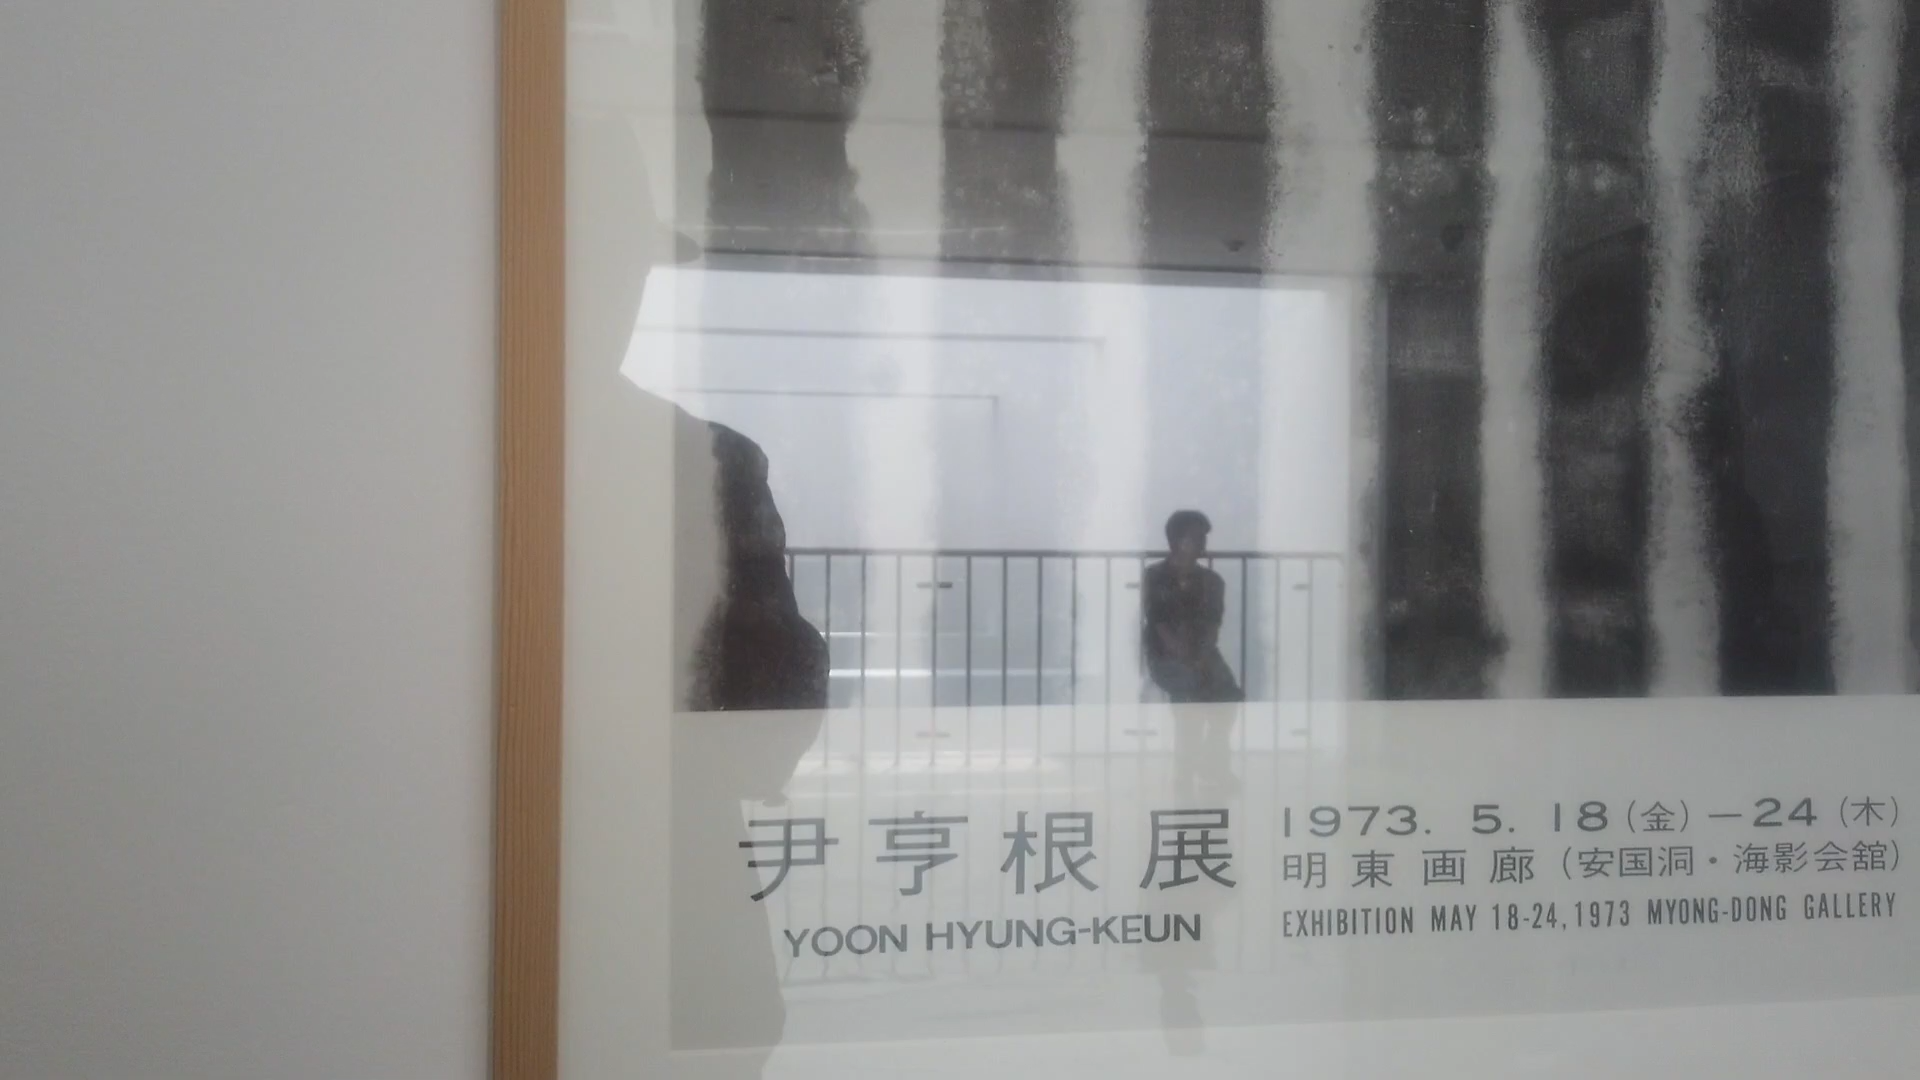 尹亨根展
YOON HYUNG-KEUN
1973. 5. 18（金）—24（木）
明東画廊（安国洞・海影会舘）
EXHIBITION MAY 18-24, 1973 MYONG-DONG GALLERY